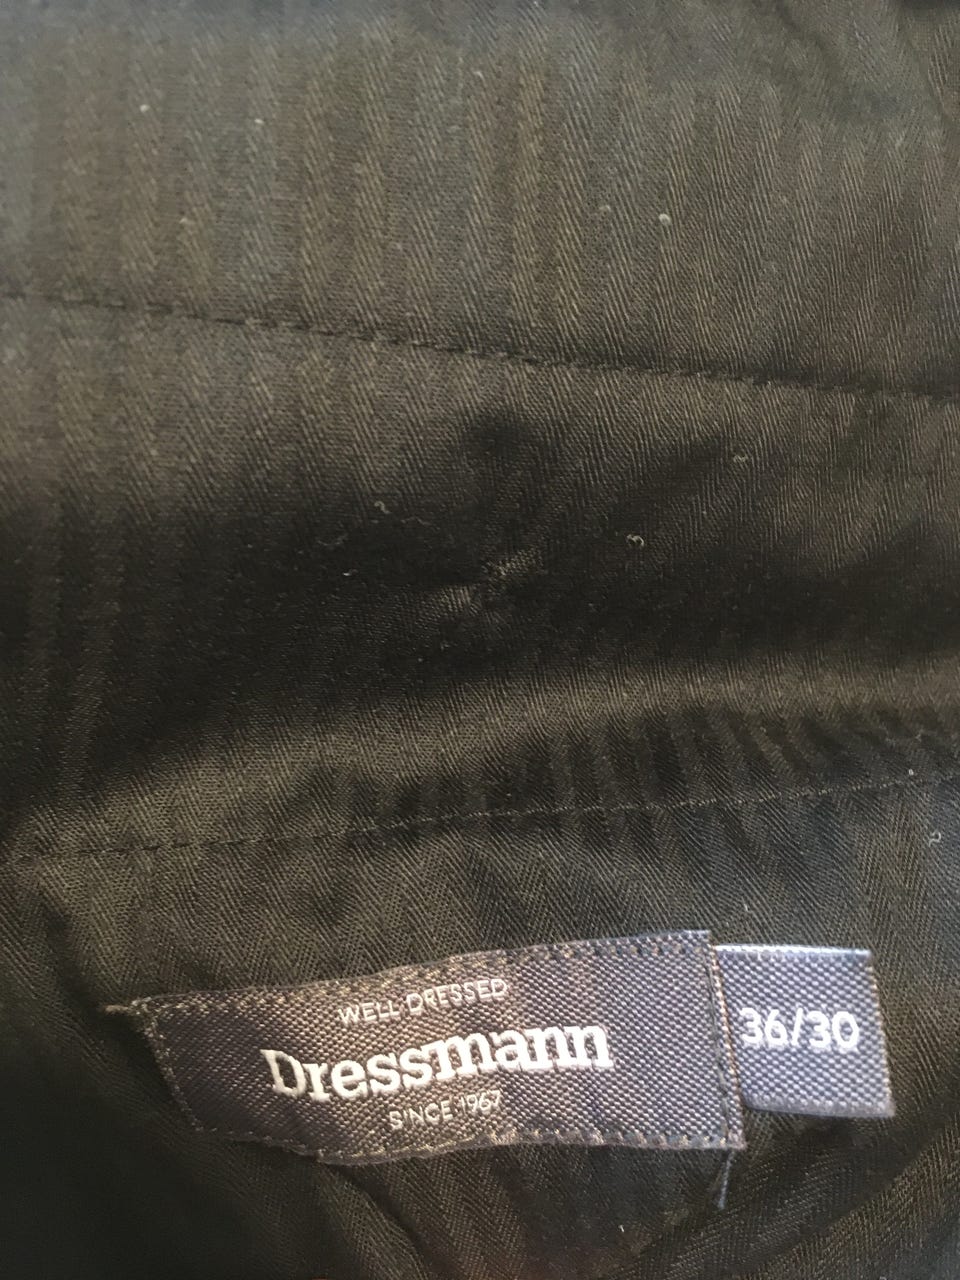 WELL DRESSED
Dressmann
SINCE 1967
36/30